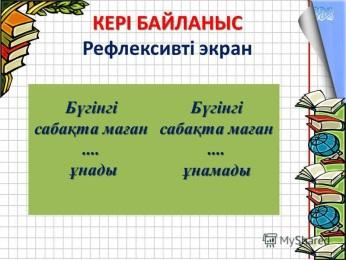 КЕРІ БАЙЛАНЫС
Рефлексивті экран
Бүгінгі
сабақта маған
....
ұнады
Бүгінгі
сабақта маған
....
ұнамады
MyShared